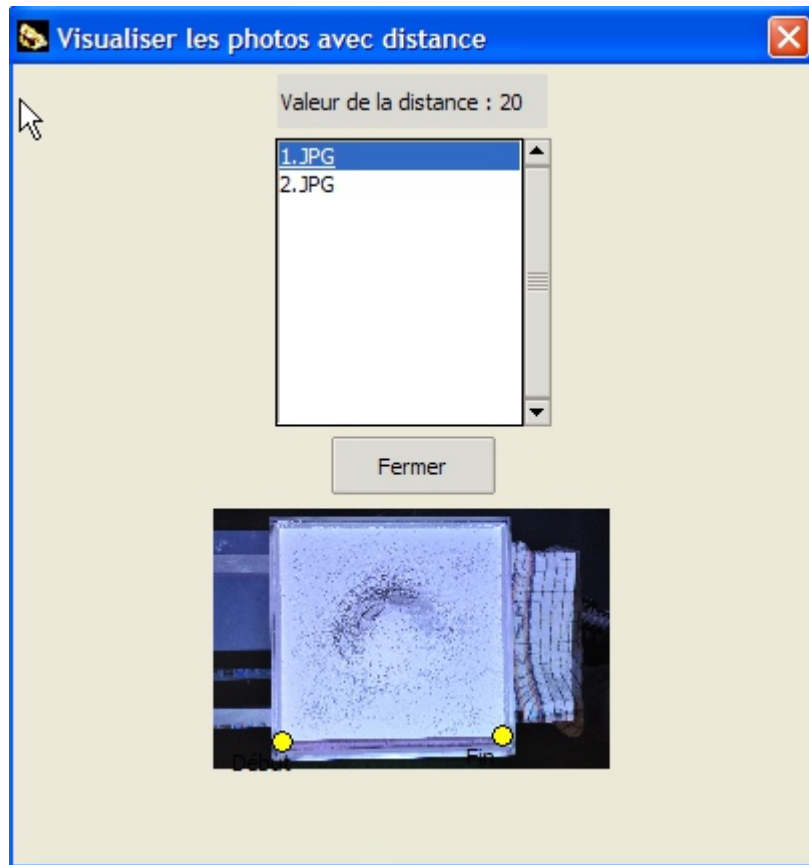 Visualiser les photos avec distance
Valeur de la distance : 20
1.JPG
2.JPG
Fermer
Début
Fin